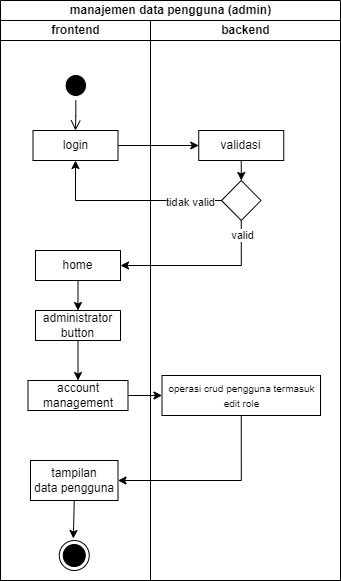 manajemen data pengguna (admin)
frontend
backend
login
validasi
tidak valid
valid
home
administrator
button
account
management
operasi crud pengguna termasuk
edit role
tampilan
data pengguna